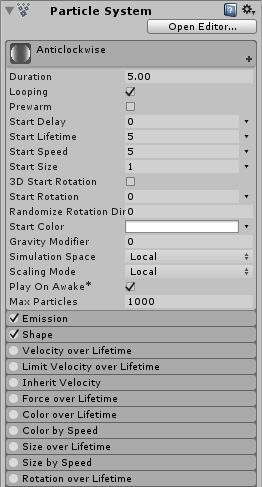 Particle System
Open Editor...
Anticlockwise
+
Duration 5.00
Looping
Prewarm
Start Delay 0
Start Lifetime 5
Start Speed 5
Start Size 1
3D Start Rotation
Start Rotation 0
Randomize Rotation Dir 0
Start Color
Gravity Modifier 0
Simulation Space Local
Scaling Mode Local
Play On Awake*
Max Particles 1000
Emission
Shape
Velocity over Lifetime
Limit Velocity over Lifetime
Inherit Velocity
Force over Lifetime
Color over Lifetime
Color by Speed
Size over Lifetime
Size by Speed
Rotation over Lifetime